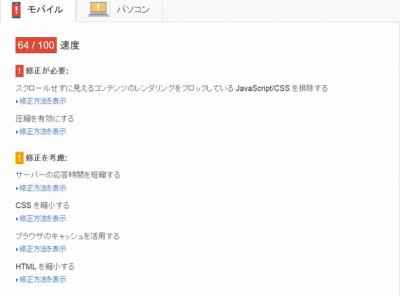 モバイル
パソコン
64 / 100 速度
! 修正が必要:
スクロールせずに見えるコンテンツのレンダリングをブロックしている JavaScript/CSS を排除する
▸修正方法を表示
圧縮を有効にする
▸修正方法を表示
! 修正を考慮:
サーバーの応答時間を短縮する
▸修正方法を表示
CSS を縮小する
▸修正方法を表示
ブラウザのキャッシュを活用する
▸修正方法を表示
HTML を縮小する
▸修正方法を表示